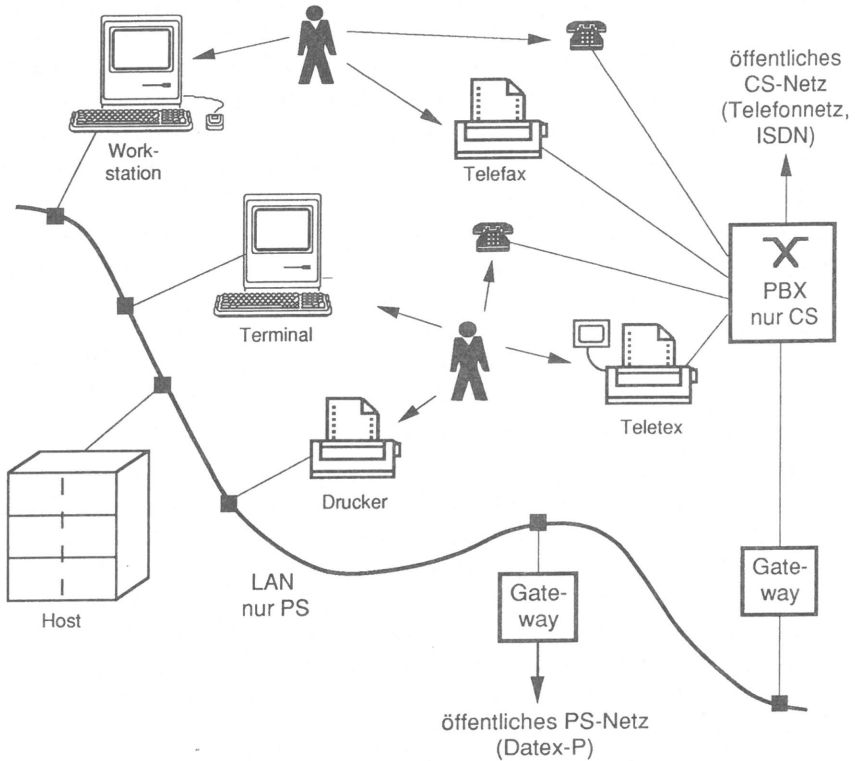 öffentliches
CS-Netz
(Telefonnetz,
ISDN)
Work-
station
Telefax
PBX
nur CS
Terminal
Teletex
Drucker
LAN
nur PS
Host
Gate-
way
Gate-
way
öffentliches PS-Netz
(Datex-P)